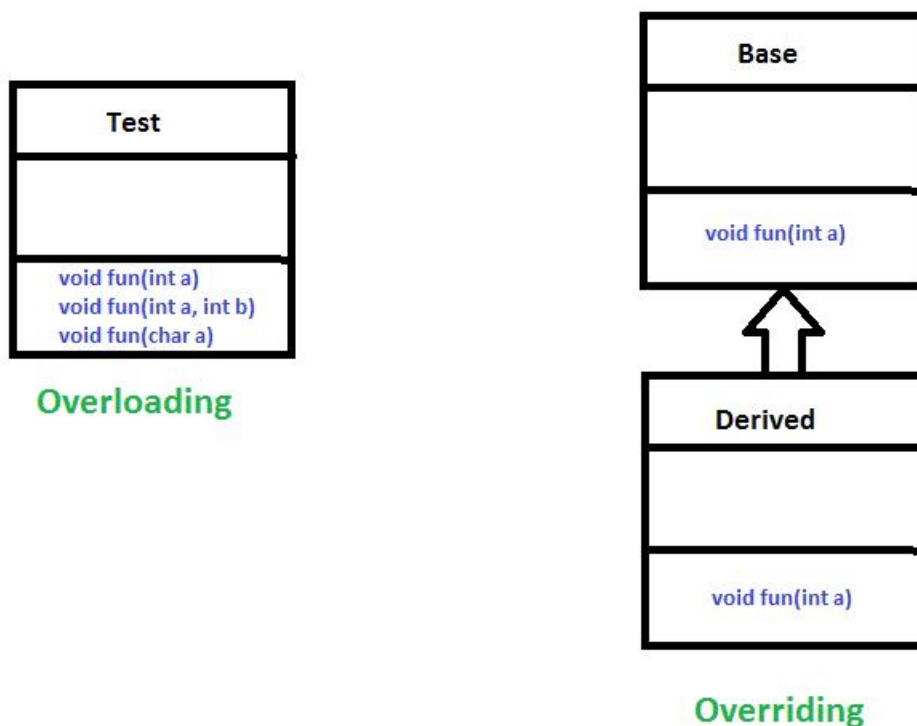 Test
void fun(int a)
void fun(int a, int b)
void fun(char a)
Overloading
Base
void fun(int a)
Derived
void fun(int a)
Overriding